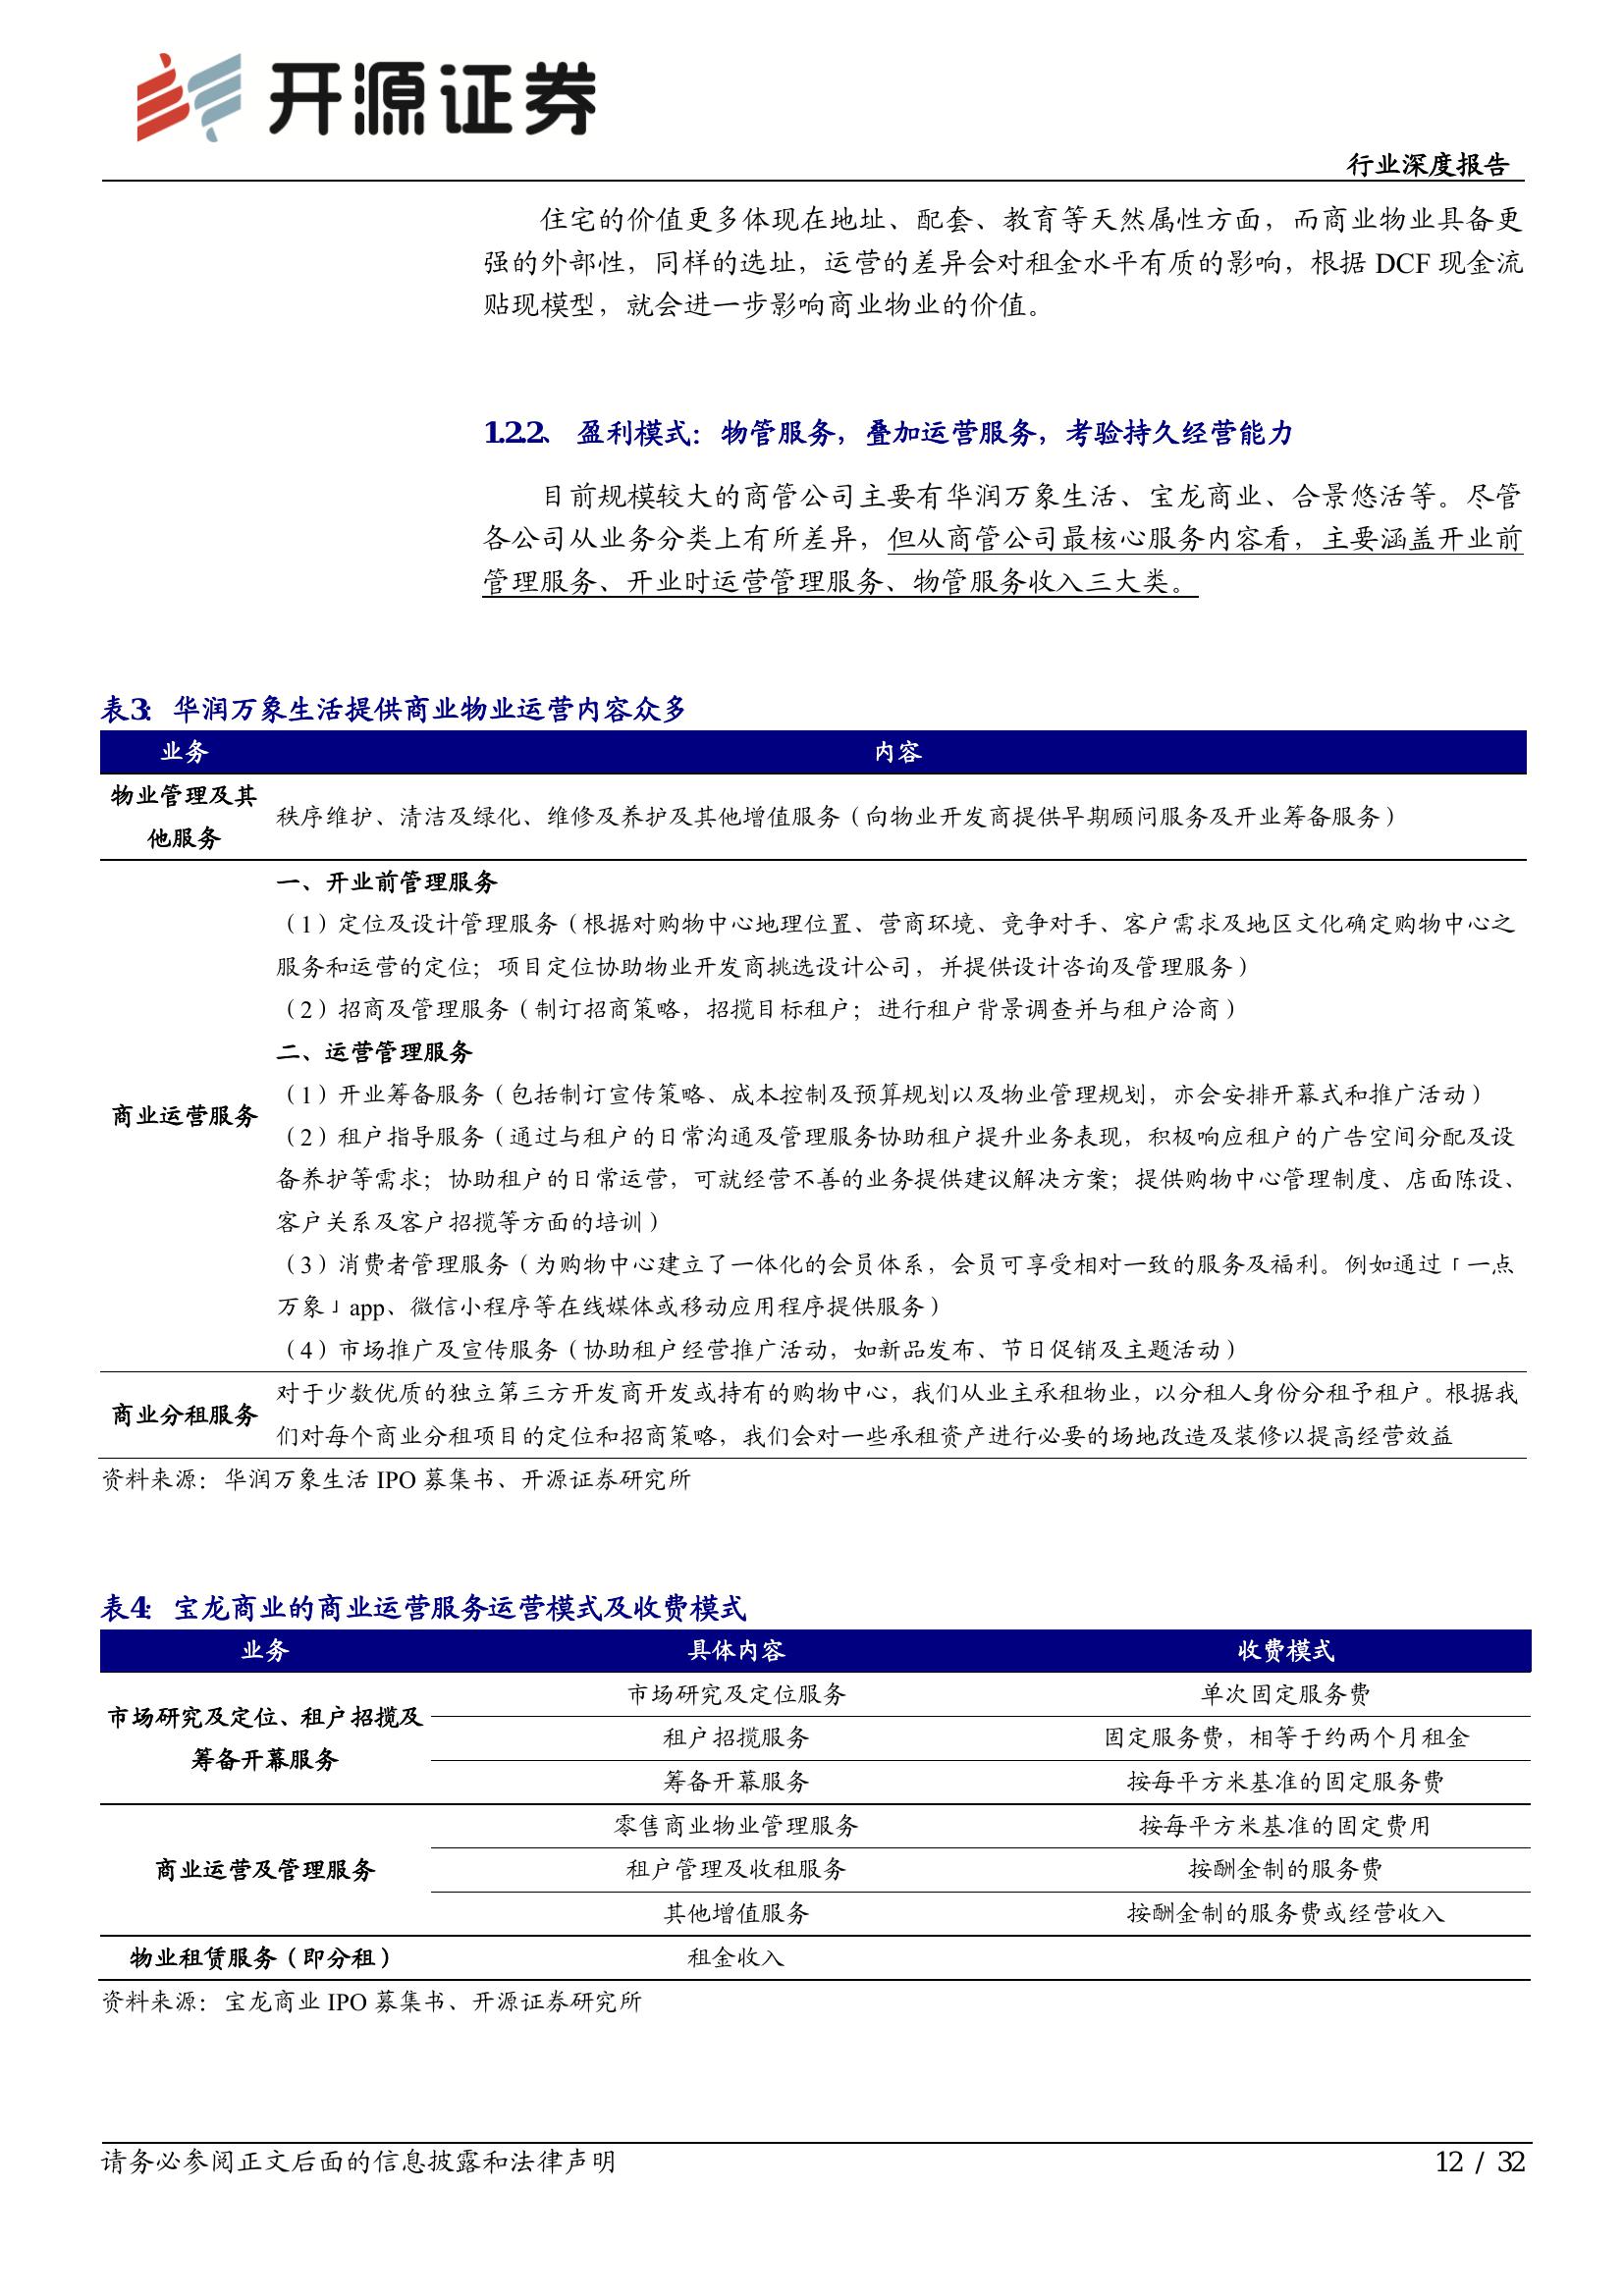 开源证券
行业深度报告
住宅的价值更多体现在地址、配套、教育等天然属性方面，而商业物业具备更
强的外部性，同样的选址，运营的差异会对租金水平有质的影响，根据 DCF 现金流
贴现模型，就会进一步影响商业物业的价值。
1.2.2、 盈利模式：物管服务，叠加运营服务，考验持久经营能力
目前规模较大的商管公司主要有华润万象生活、宝龙商业、合景悠活等。尽管
各公司从业务分类上有所差异，但从商管公司最核心服务内容看，主要涵盖开业前
管理服务、开业时运营管理服务、物管服务收入三大类。
表3：华润万象生活提供商业物业运营内容众多
业务 内容
物业管理及其
他服务
秩序维护、清洁及绿化、维修及养护及其他增值服务（向物业开发商提供早期顾问服务及开业筹备服务）
商业运营服务
一、开业前管理服务
（1）定位及设计管理服务（根据对购物中心地理位置、营商环境、竞争对手、客户需求及地区文化确定购物中心之
服务和运营的定位；项目定位协助物业开发商挑选设计公司，并提供设计咨询及管理服务）
（2）招商及管理服务（制订招商策略，招揽目标租户；进行租户背景调查并与租户洽商）
二、运营管理服务
（1）开业筹备服务（包括制订宣传策略、成本控制及预算规划以及物业管理规划，亦会安排开幕式和推广活动）
（2）租户指导服务（通过与租户的日常沟通及管理服务协助租户提升业务表现，积极响应租户的广告空间分配及设
备养护等需求；协助租户的日常运营，可就经营不善的业务提供建议解决方案；提供购物中心管理制度、店面陈设、
客户关系及客户招揽等方面的培训）
（3）消费者管理服务（为购物中心建立了一体化的会员体系，会员可享受相对一致的服务及福利。例如通过「一点
万象」app、微信小程序等在线媒体或移动应用程序提供服务）
（4）市场推广及宣传服务（协助租户经营推广活动，如新品发布、节日促销及主题活动）
商业分租服务
对于少数优质的独立第三方开发商开发或持有的购物中心，我们从业主承租物业，以分租人身份分租予租户。根据我
们对每个商业分租项目的定位和招商策略，我们会对一些承租资产进行必要的场地改造及装修以提高经营效益
资料来源：华润万象生活 IPO 募集书、开源证券研究所
表4：宝龙商业的商业运营服务运营模式及收费模式
业务 具体内容 收费模式
市场研究及定位、租户招揽及
筹备开幕服务
市场研究及定位服务 单次固定服务费
租户招揽服务 固定服务费，相等于约两个月租金
筹备开幕服务 按每平方米基准的固定服务费
商业运营及管理服务
零售商业物业管理服务 按每平方米基准的固定费用
租户管理及收租服务 按酬金制的服务费
其他增值服务 按酬金制的服务费或经营收入
物业租赁服务（即分租） 租金收入
资料来源：宝龙商业 IPO 募集书、开源证券研究所
请务必参阅正文后面的信息披露和法律声明 12 / 32